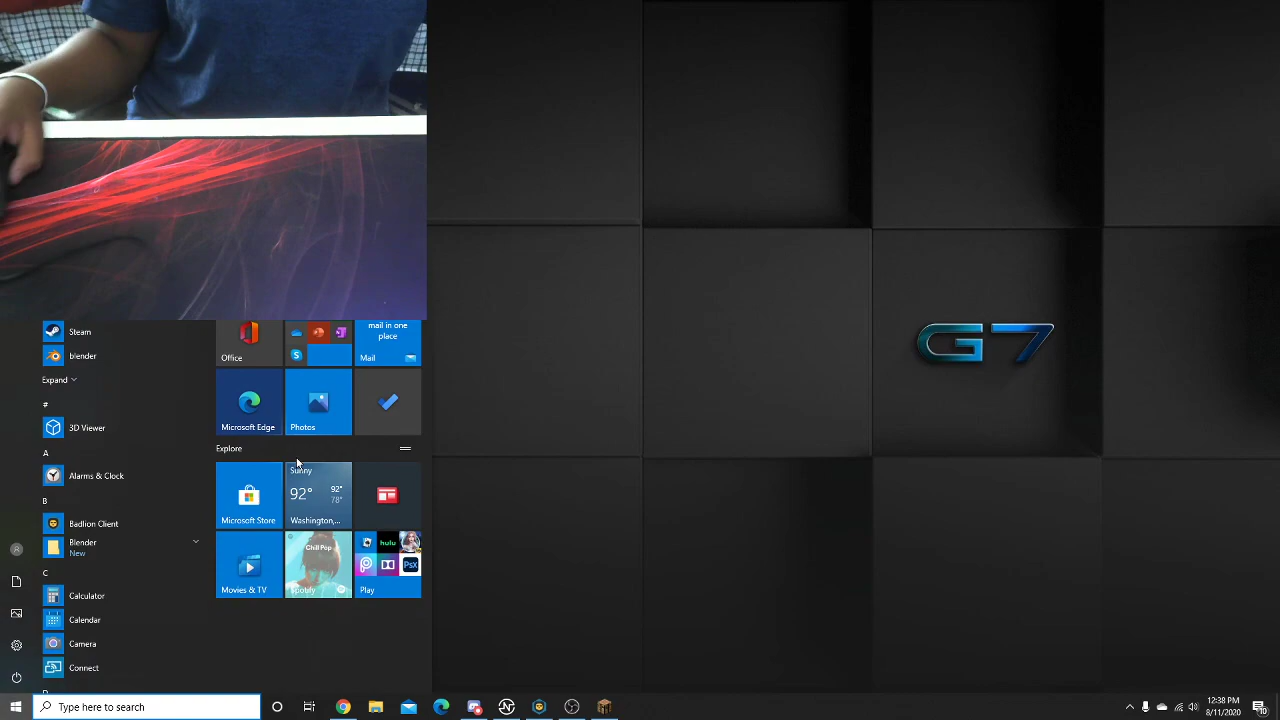 G7
Steam
blender
Expand
#
3D Viewer
A
Alarms & Clock
B
Badlion Client
Blender
New
C
Calculator
Calendar
Camera
Connect
Office
mail in one
place
Mail
Microsoft Edge
Photos
Explore
Microsoft Store
Sunny
92°
92°
78°
Washington,...
Movies & TV
Chill Pop
Spotify
hulu
PsX
Play
Type here to search
12:38 PM
8/11/2020